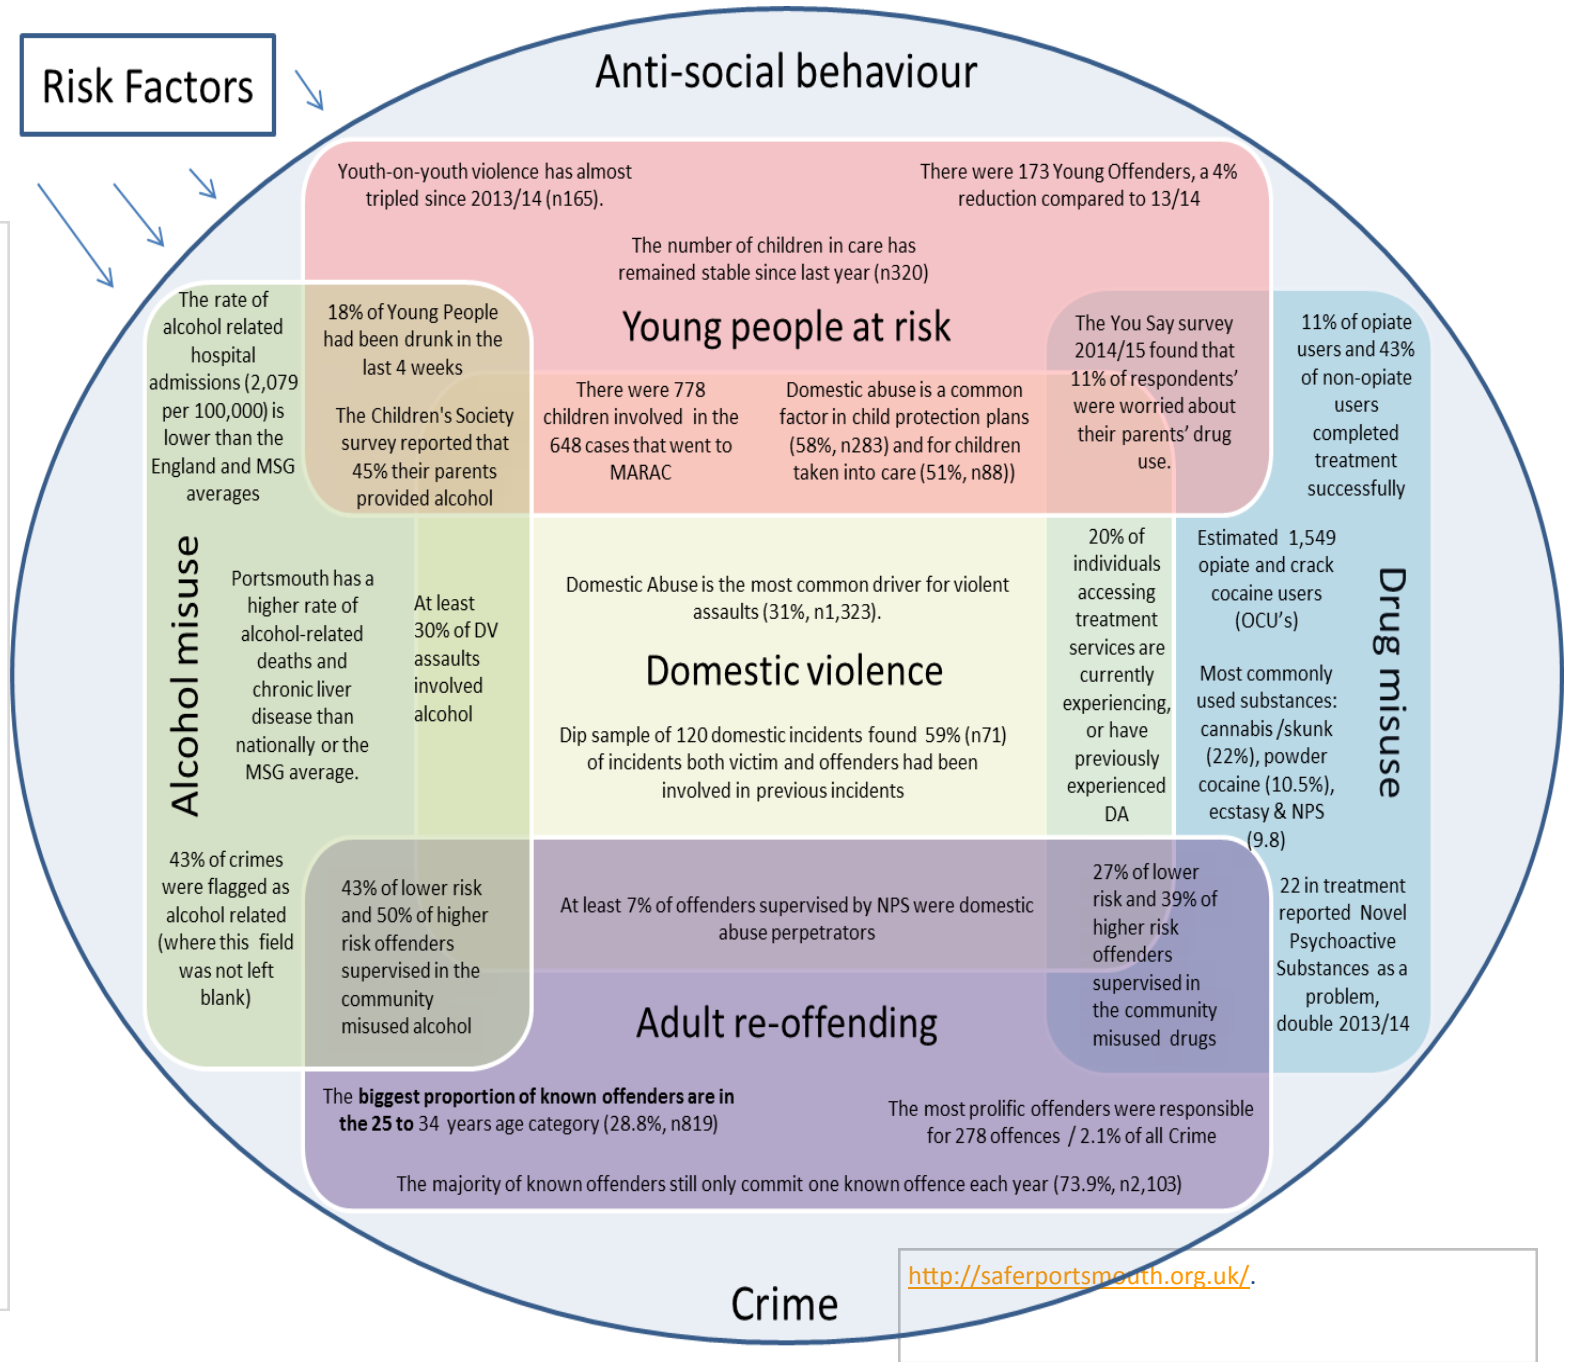 Risk Factors
Anti-social behaviour
Youth-on-youth violence has almost
tripled since 2013/14 (n165).
There were 173 Young Offenders, a 4%
reduction compared to 13/14
The number of children in care has
remained stable since last year (n320)
Young people at risk
The rate of
alcohol related
hospital
admissions (2,079
per 100,000) is
lower than the
England and MSG
averages
18% of Young People
had been drunk in the
last 4 weeks
The Children's Society
survey reported that
45% their parents
provided alcohol
There were 778
children involved in the
648 cases that went to
MARAC
Domestic abuse is a common
factor in child protection plans
(58%, n283) and for children
taken into care (51%, n88))
The You Say survey
2014/15 found that
11% of respondents’
were worried about
their parents’ drug
use.
11% of opiate
users and 43%
of non-opiate
users
completed
treatment
successfully
Alcohol misuse
Portsmouth has a
higher rate of
alcohol-related
deaths and
chronic liver
disease than
nationally or the
MSG average.
At least
30% of DV
assaults
involved
alcohol
Domestic Abuse is the most common driver for violent
assaults (31%, n1,323).
Domestic violence
Dip sample of 120 domestic incidents found 59% (n71)
of incidents both victim and offenders had been
involved in previous incidents
20% of
individuals
accessing
treatment
services are
currently
experiencing,
or have
previously
experienced
DA
Estimated 1,549
opiate and crack
cocaine users
(OCU's)
Most commonly
used substances:
cannabis /skunk
(22%), powder
cocaine (10.5%),
ecstasy & NPS
(9.8)
Drug misuse
43% of crimes
were flagged as
alcohol related
(where this field
was not left
blank)
43% of lower risk
and 50% of higher
risk offenders
supervised in the
community
misused alcohol
At least 7% of offenders supervised by NPS were domestic
abuse perpetrators
27% of lower
risk and 39% of
higher risk
offenders
supervised in
the community
misused drugs
22 in treatment
reported Novel
Psychoactive
Substances as a
problem,
double 2013/14
Adult re-offending
The biggest proportion of known offenders are in
the 25 to 34 years age category (28.8%, n819)
The most prolific offenders were responsible
for 278 offences / 2.1% of all Crime
The majority of known offenders still only commit one known offence each year (73.9%, n2,103)
Crime
http://saferportsmouth.org.uk/.